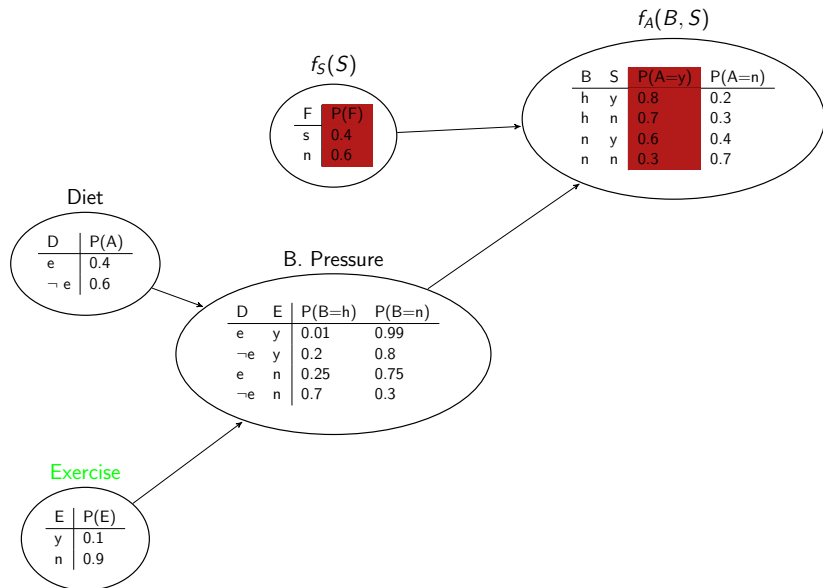 f_A(B, S)
B S P(A=y) P(A=n)
h y 0.8 0.2
h n 0.7 0.3
n y 0.6 0.4
n n 0.3 0.7
f_S(S)
F P(F)
s 0.4
n 0.6
Diet
D P(A)
e 0.4
¬ e 0.6
B. Pressure
D E P(B=h) P(B=n)
e y 0.01 0.99
¬e y 0.2 0.8
e n 0.25 0.75
¬e n 0.7 0.3
Exercise
E P(E)
y 0.1
n 0.9